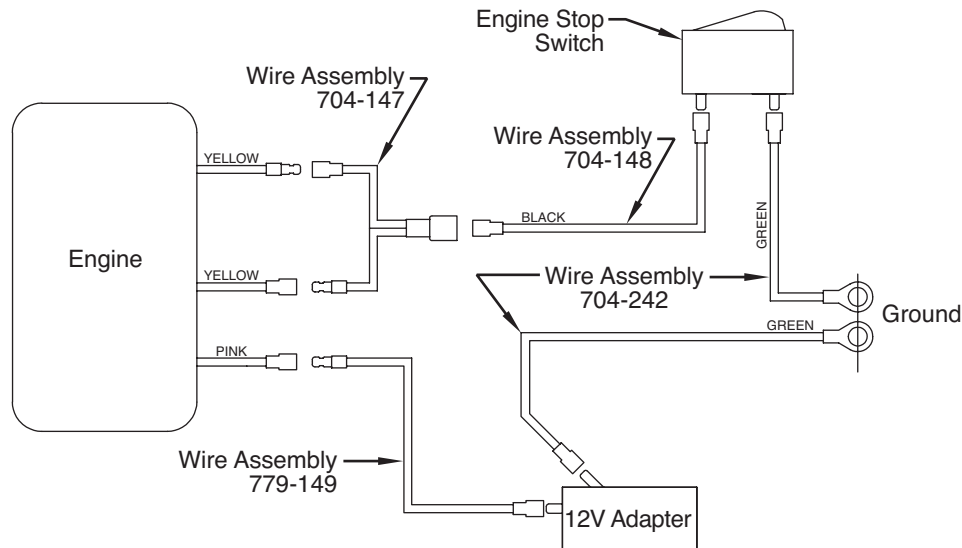 Engine Stop
Switch
Wire Assembly
704-147
Wire Assembly
704-148
YELLOW
BLACK
GREEN
Engine
YELLOW
Wire Assembly
704-242
Ground
GREEN
PINK
Wire Assembly
779-149
12V Adapter